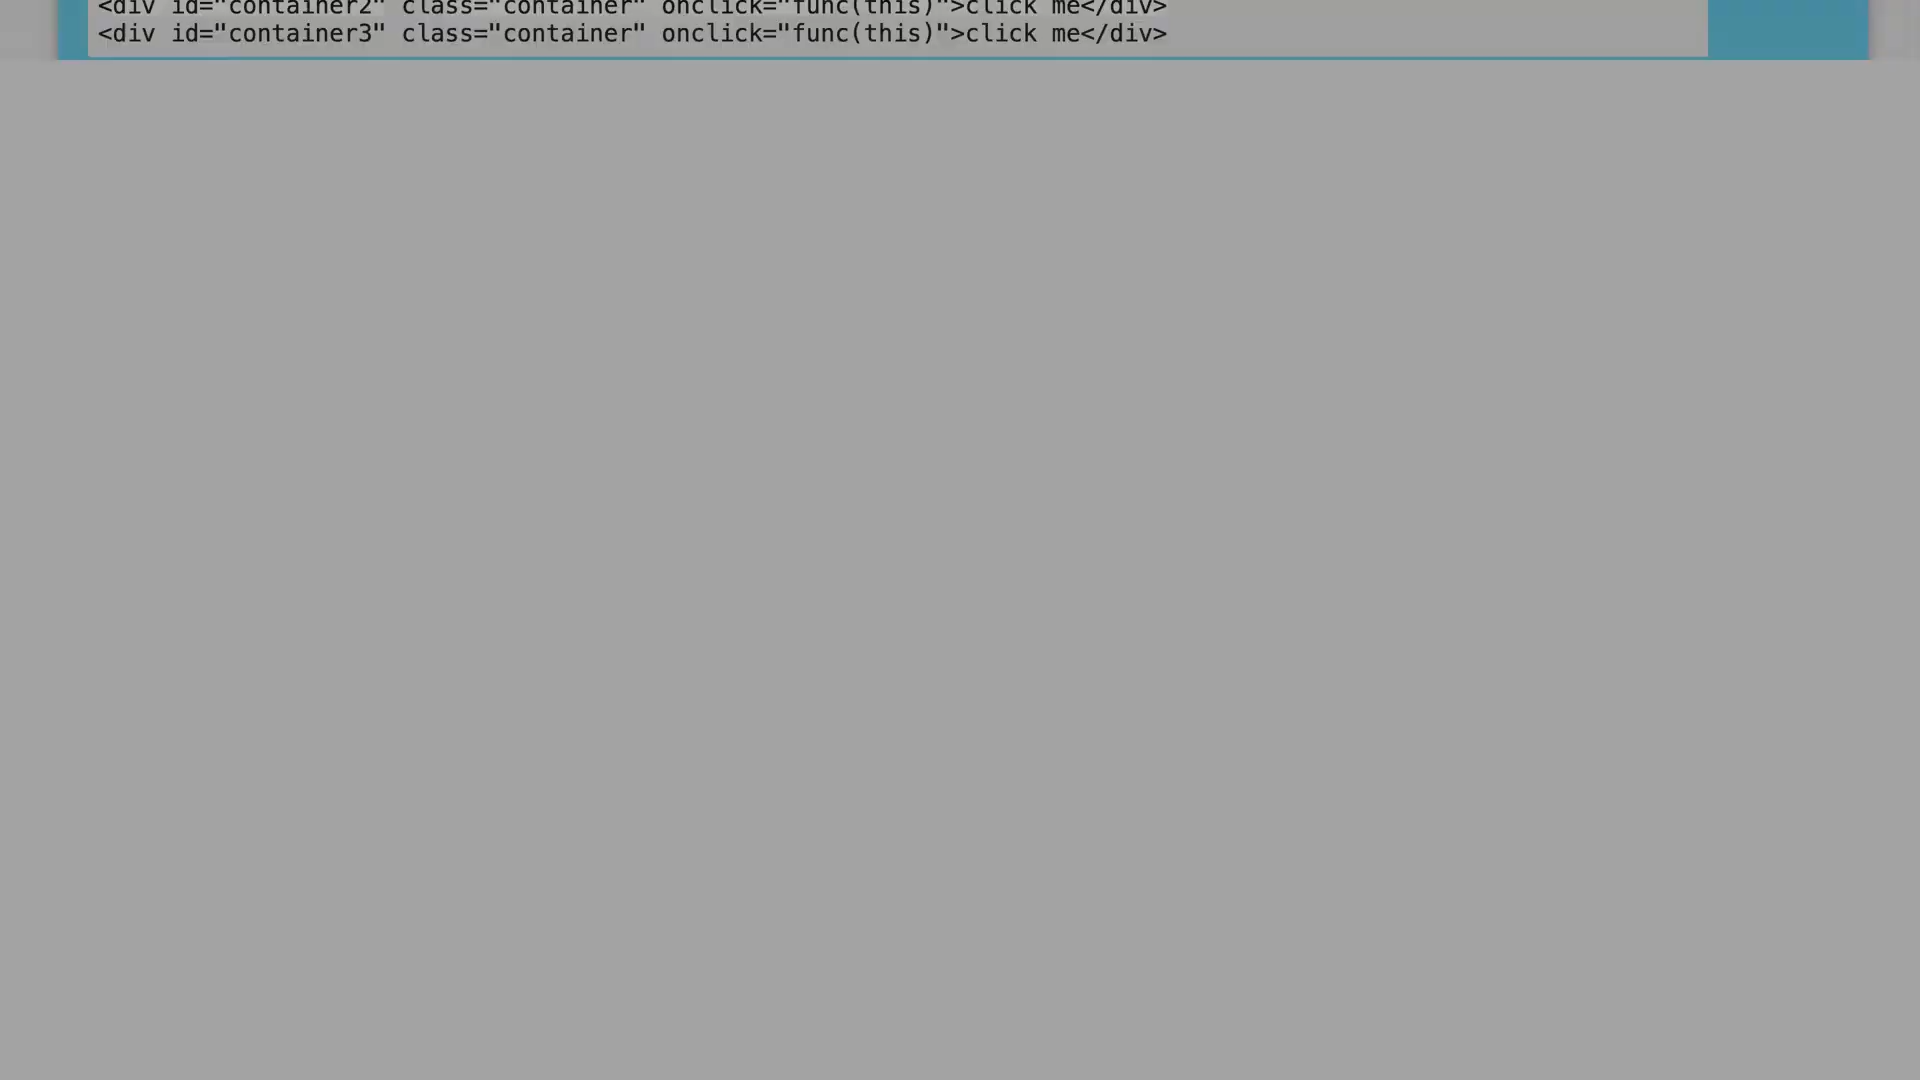 <div id="container2" class="container" onclick="func(this)">click me</div>
<div id="container3" class="container" onclick="func(this)">click me</div>